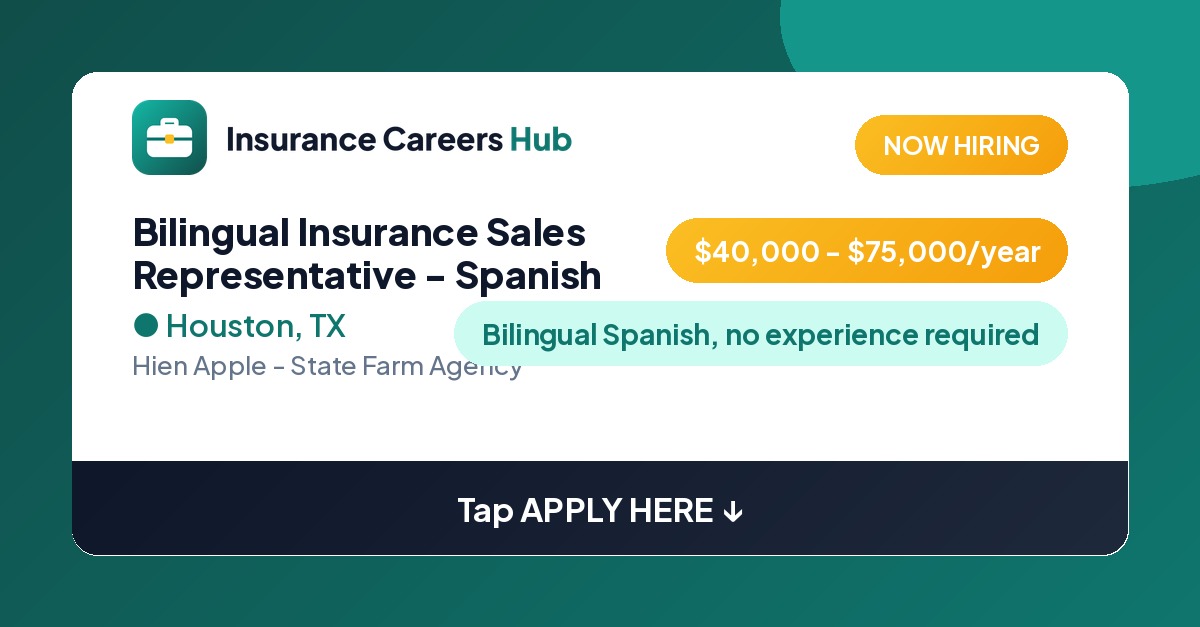 Insurance Careers Hub
NOW HIRING
Bilingual Insurance Sales
Representative – Spanish
$40,000 – $75,000/year
Houston, TX
Bilingual Spanish, no experience required
Hien Apple – State Farm Agency
Tap APPLY HERE ↓